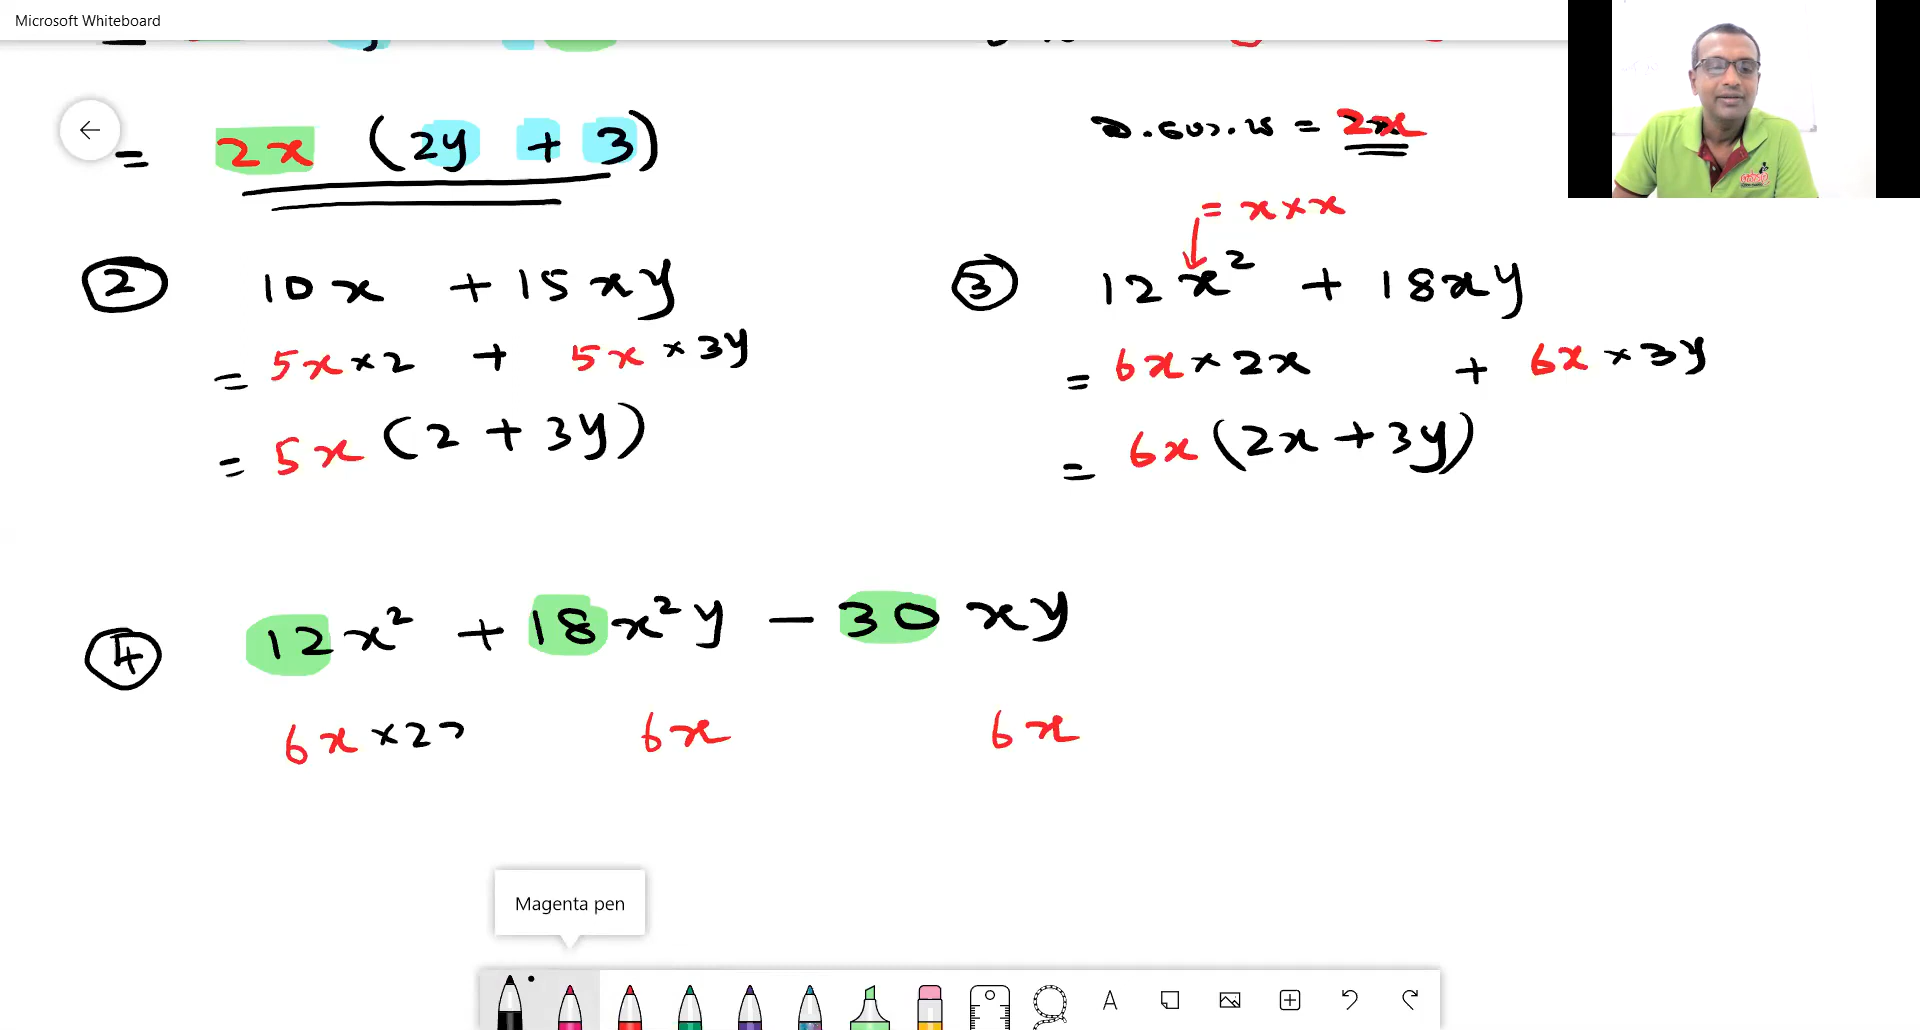 Microsoft Whiteboard
= 2x (2y + 3)
= 2x
= x × x
② 10x + 15xy
= 5x × 2 + 5x × 3y
= 5x (2 + 3y)
③ 12x² + 18xy
= 6x × 2x + 6x × 3y
= 6x (2x + 3y)
④ 12x² + 18x²y − 30xy
6x × 2 6x 6x
Magenta pen